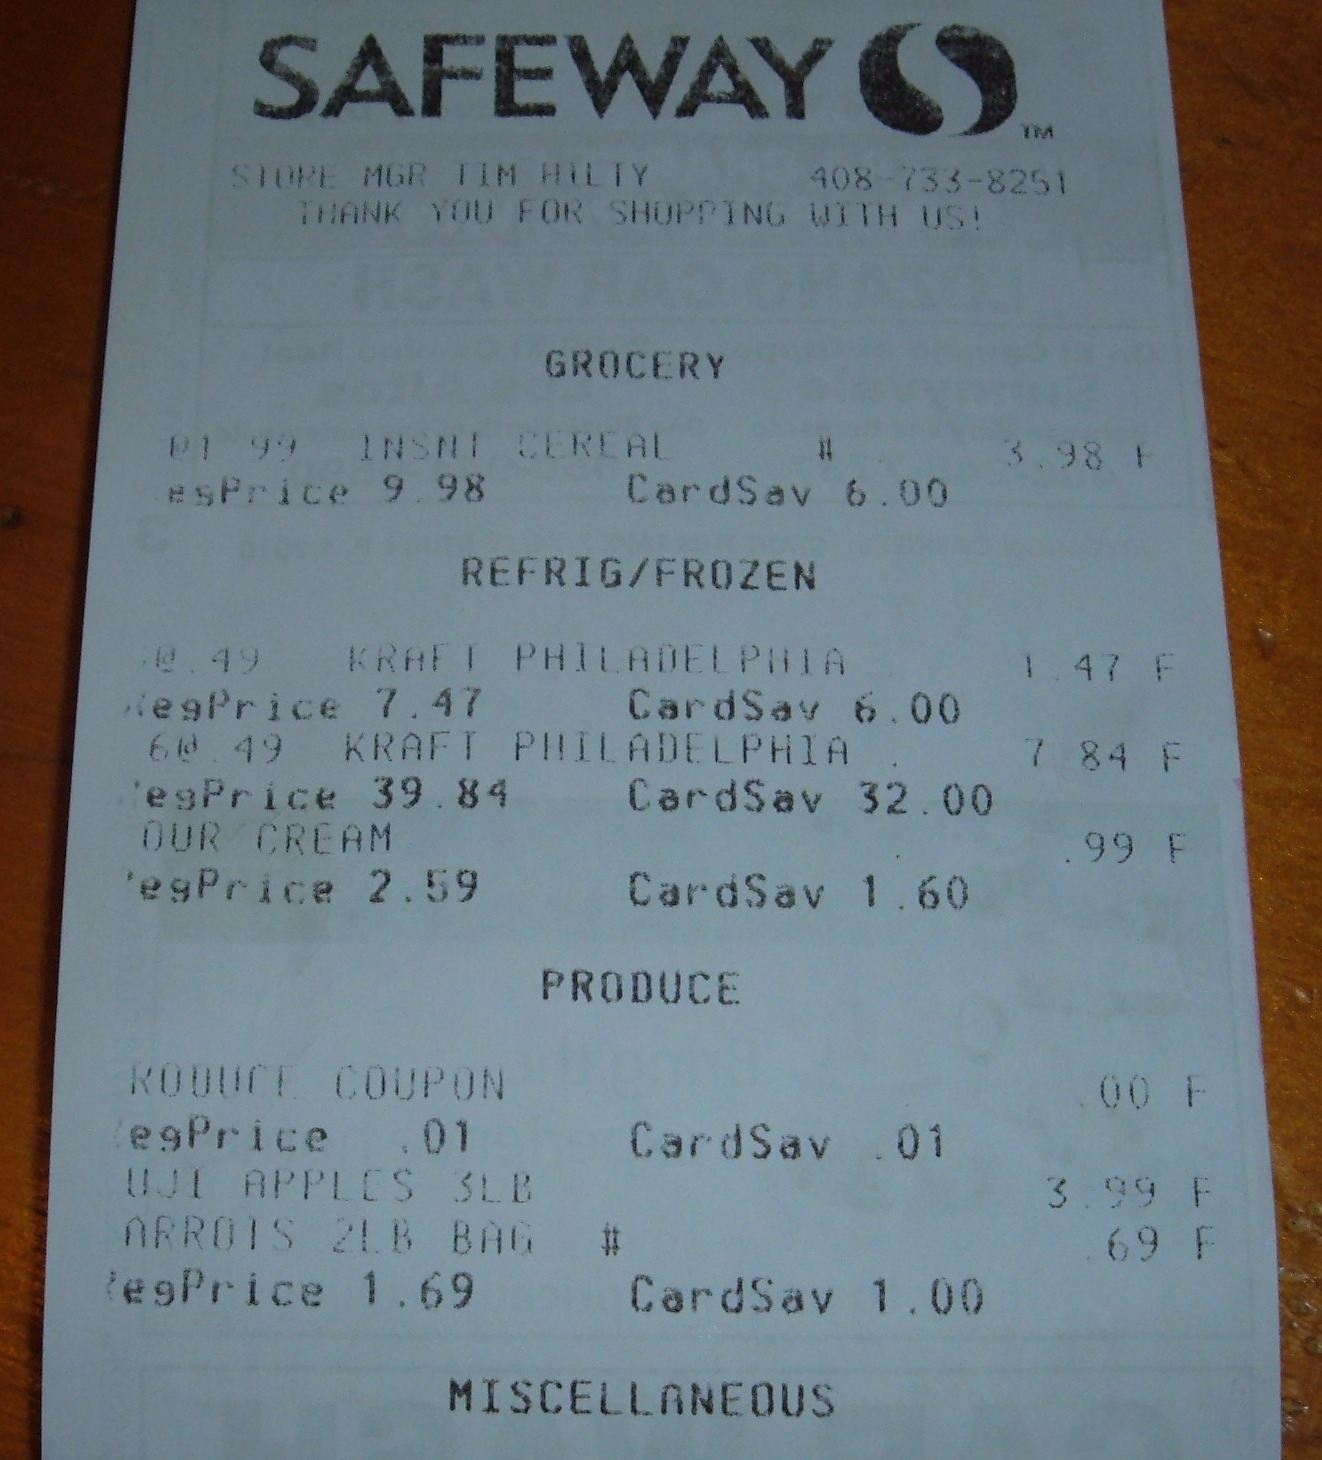 SAFEWAY TM
STORE MGR TIM HILTY 408-733-8251
THANK YOU FOR SHOPPING WITH US!
GROCERY
@1 99 INSNT CEREAL # 3.98 F
egPrice 9.98 CardSav 6.00
REFRIG/FROZEN
@.49 KRAFT PHILADELPHIA 1.47 F
RegPrice 7.47 CardSav 6.00
6@.49 KRAFT PHILADELPHIA 7 84 F
egPrice 39.84 CardSav 32.00
OUR CREAM .99 F
egPrice 2.59 CardSav 1.60
PRODUCE
RODUCE COUPON .00 F
egPrice .01 CardSav .01
UJI APPLES 3LB 3.99 F
ARROTS 2LB BAG # .69 F
RegPrice 1.69 CardSav 1.00
MISCELLANEOUS